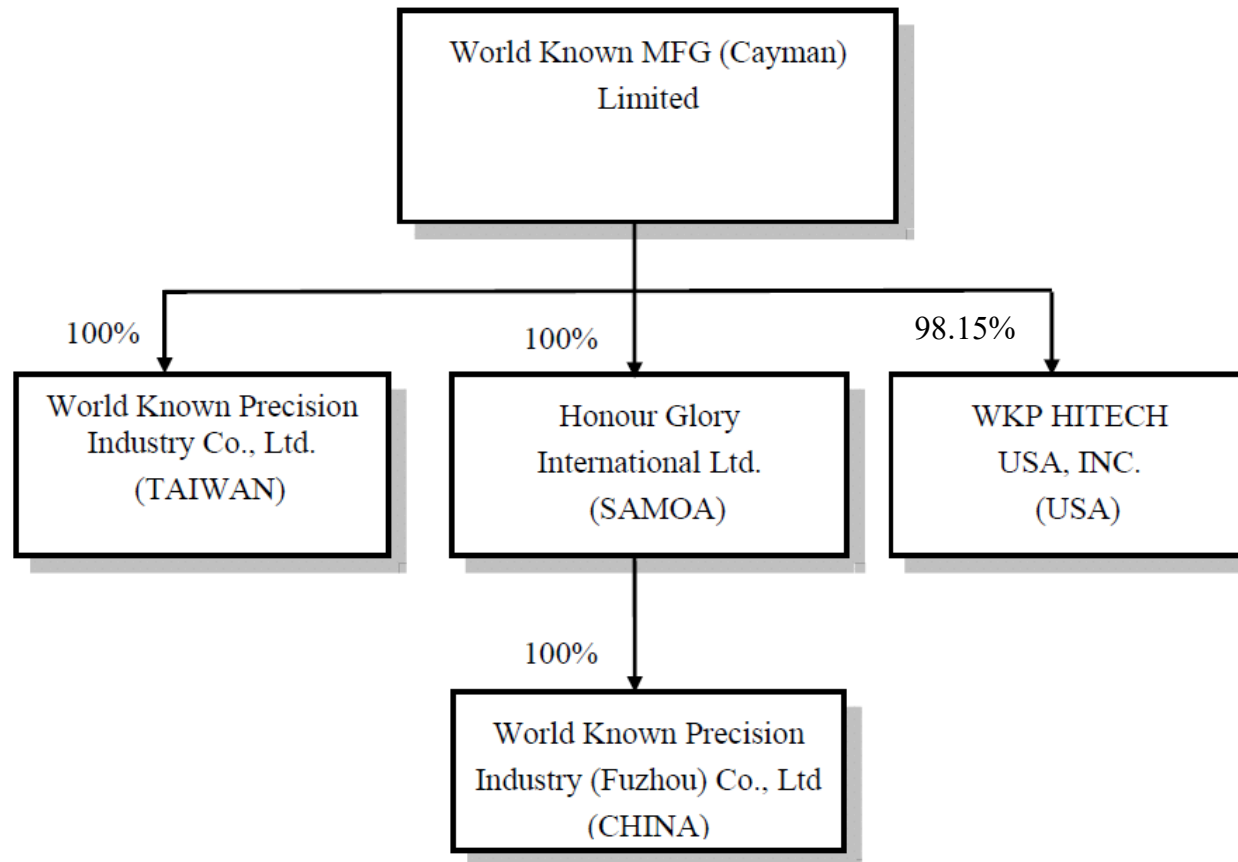 World Known MFG (Cayman)
Limited
100%
100%
98.15%
World Known Precision
Industry Co., Ltd.
(TAIWAN)
Honour Glory
International Ltd.
(SAMOA)
WKP HITECH
USA, INC.
(USA)
100%
World Known Precision
Industry (Fuzhou) Co., Ltd
(CHINA)